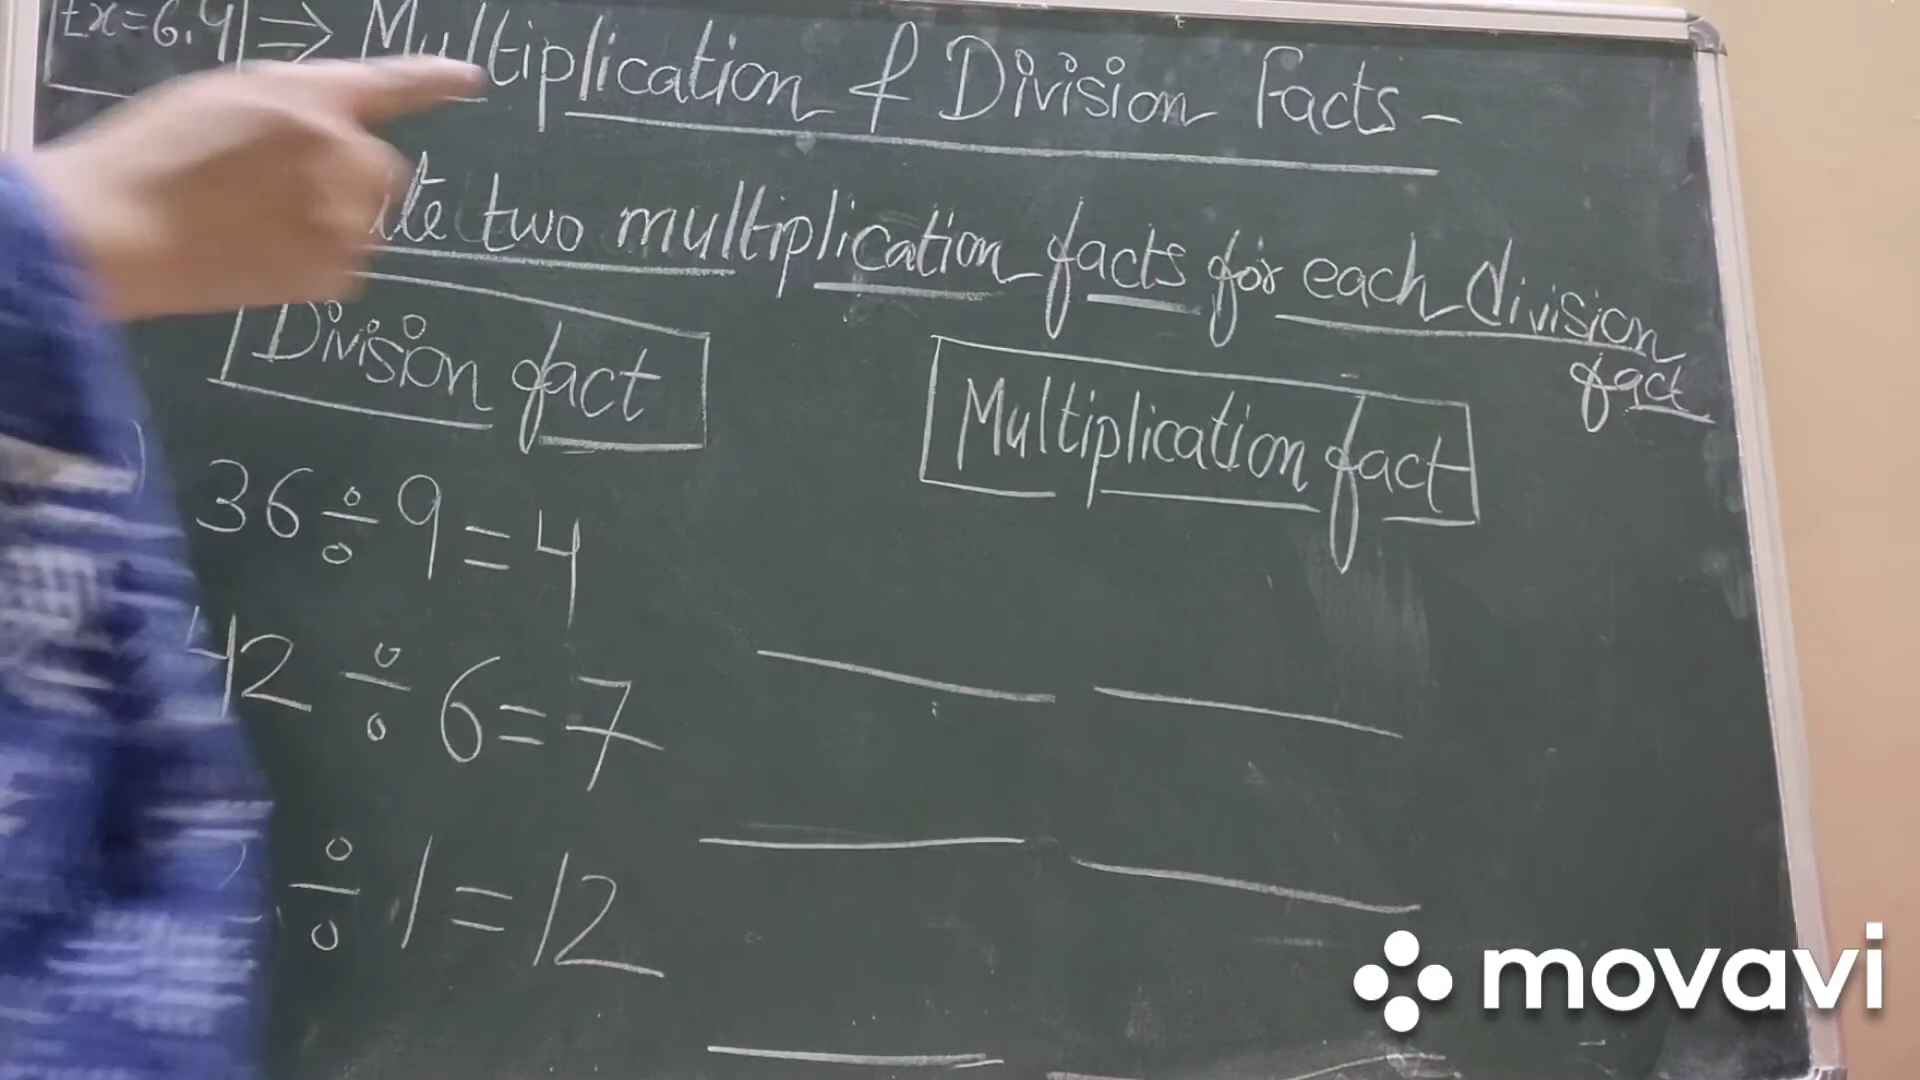 Ex=6.4 ⇒ Multiplication & Division Facts-
two multiplication facts for each division
fact
Division fact
Multiplication fact
36 ÷ 9 = 4
42 ÷ 6 = 7
÷ 1 = 12
movavi